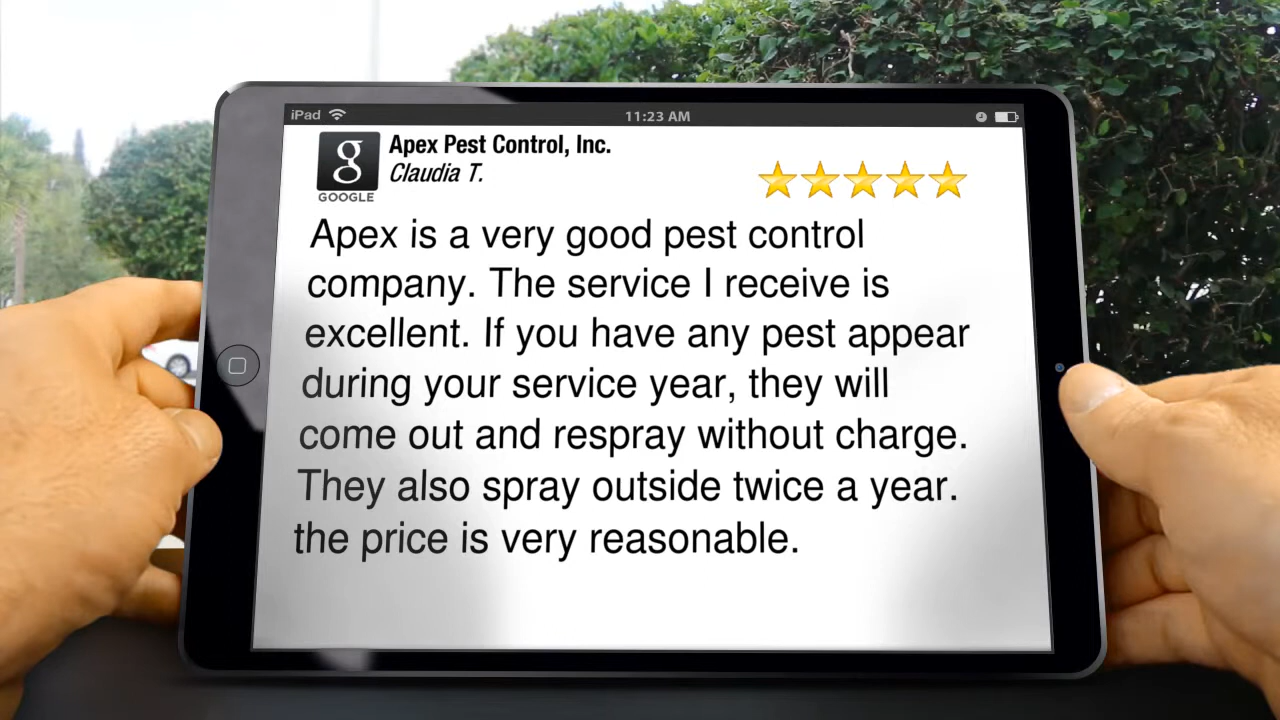 iPad 11:23 AM
g
GOOGLE
Apex Pest Control, Inc.
Claudia T.
Apex is a very good pest control
company. The service I receive is
excellent. If you have any pest appear
during your service year, they will
come out and respray without charge.
They also spray outside twice a year.
the price is very reasonable.